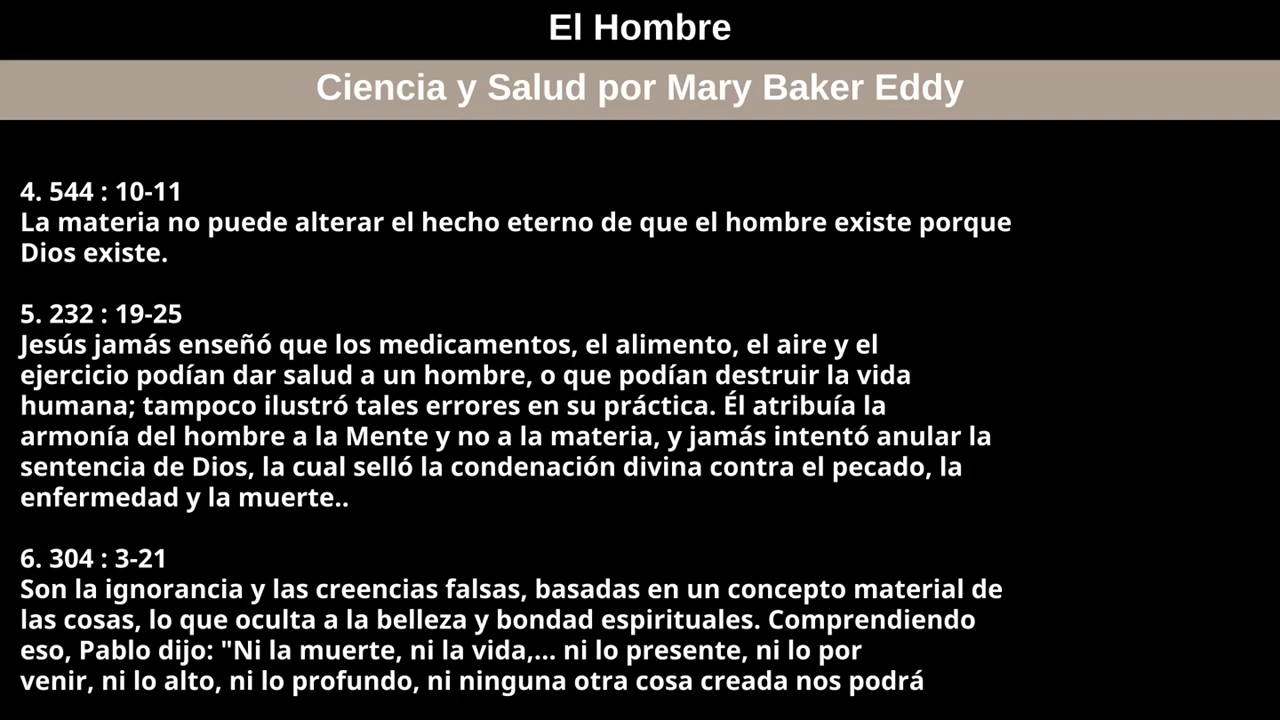 El Hombre
Ciencia y Salud por Mary Baker Eddy
4. 544 : 10-11
La materia no puede alterar el hecho eterno de que el hombre existe porque
Dios existe.
5. 232 : 19-25
Jesús jamás enseñó que los medicamentos, el alimento, el aire y el
ejercicio podían dar salud a un hombre, o que podían destruir la vida
humana; tampoco ilustró tales errores en su práctica. Él atribuía la
armonía del hombre a la Mente y no a la materia, y jamás intentó anular la
sentencia de Dios, la cual selló la condenación divina contra el pecado, la
enfermedad y la muerte..
6. 304 : 3-21
Son la ignorancia y las creencias falsas, basadas en un concepto material de
las cosas, lo que oculta a la belleza y bondad espirituales. Comprendiendo
eso, Pablo dijo: "Ni la muerte, ni la vida,... ni lo presente, ni lo por
venir, ni lo alto, ni lo profundo, ni ninguna otra cosa creada nos podrá